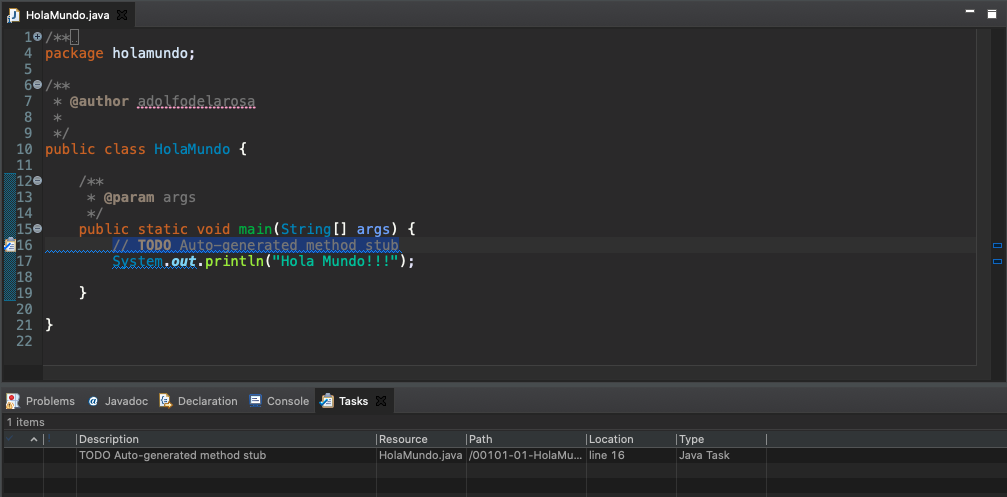 HolaMundo.java
1 /**
4 package holamundo;
5
6 /**
7 * @author adolfodelarosa
8 *
9 */
10 public class HolaMundo {
11
12 /**
13 * @param args
14 */
15 public static void main(String[] args) {
16 // TODO Auto-generated method stub
17 System.out.println("Hola Mundo!!!");
18
19 }
20
21 }
22
Problems @ Javadoc Declaration Console Tasks
1 items
! Description Resource Path Location Type
TODO Auto-generated method stub HolaMundo.java /00101-01-HolaMu... line 16 Java Task